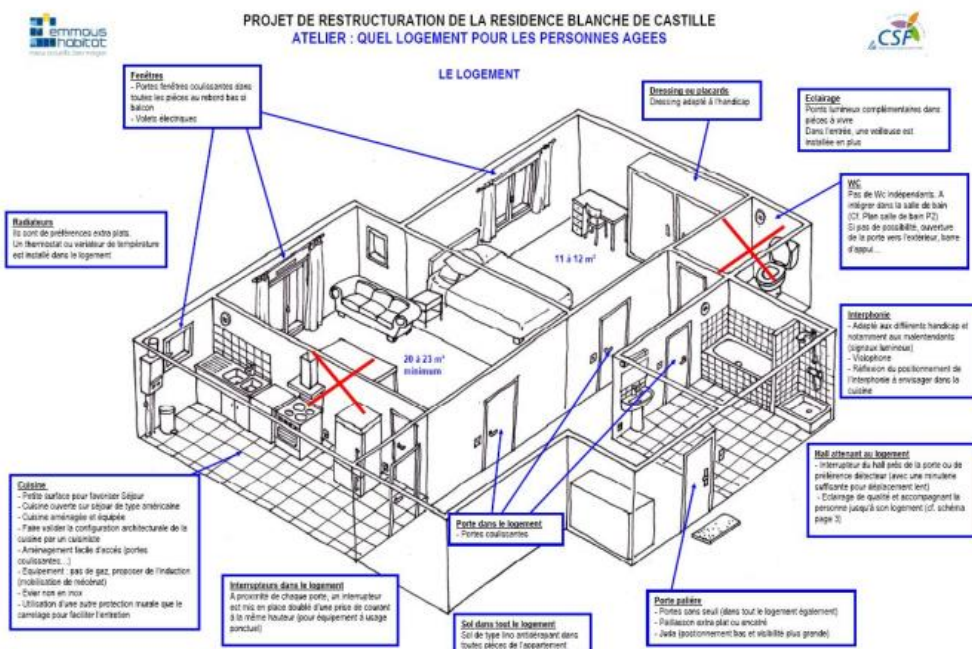 emmaus
habitat
PROJET DE RESTRUCTURATION DE LA RESIDENCE BLANCHE DE CASTILLE
ATELIER : QUEL LOGEMENT POUR LES PERSONNES AGEES
la CSF
LE LOGEMENT
Fenêtres
- Portes fenêtres coulissantes dans
toutes les pièces au rebord bas si
balcon
- Volets électriques
Dressing ou placards
Dressing adapté à l'handicap
Eclairage
Points lumineux complémentaires dans
pièces à vivre
Dans l'entrée, une veilleuse est
installée en plus
WC
Pas de Wc indépendants. A
intégrer dans la salle de bain
(Cf. Plan salle de bain P2)
Si pas de possibilité, ouverture
de la porte vers l'extérieur, barre
d'appui…
Radiateurs
Ils sont de préférences extra plats.
Un thermostat ou variateur de température
est installé dans le logement
11 à 12 m²
20 à 23 m²
minimum
Interphonie
- Adapté aux différents handicap et
notamment aux malentendants
(signaux lumineux)
- Visiophone
- Réflexion du positionnement de
l'interphonie à envisager dans la
cuisine
Hall attenant au logement
- Interrupteur du hall près de la porte ou de
préférence détecteur (avec une minuterie
suffisante pour déplacement lent)
- Eclairage de qualité et accompagnant la
personne jusqu'à son logement (cf. schéma
page 3)
Cuisine
- Petite surface pour favoriser Séjour
- Cuisine ouverte sur séjour de type américaine
- Cuisine aménagée et équipée
- Faire valider la configuration architecturale de la
cuisine par un cuisiniste
- Aménagement facile d'accès (portes
coulissantes…)
- Equipement : pas de gaz, proposer de l'induction
(mobilisation de mécénat)
- Evier non en inox
- Utilisation d'une autre protection murale que le
carrelage pour faciliter l'entretien
Porte dans le logement
- Portes coulissantes
Interrupteurs dans le logement
A proximité de chaque porte, un interrupteur
est mis en place doublé d'une prise de courant
à la même hauteur (pour équipement à usage
ponctuel)
Sol dans tout le logement
Sol de type lino antidérapant dans
toutes pièces de l'appartement
Porte palière
- Portes sans seuil (dans tout le logement également)
- Paillasson extra plat ou encastré
- Juda (positionnement bas et visibilité plus grande)